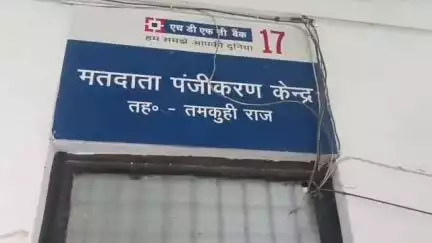 एच डी एफ सी बैंक
हम समझे आपकी दुनिया 17
मतदाता पंजीकरण केन्द्र
तह० - तमकुही राज